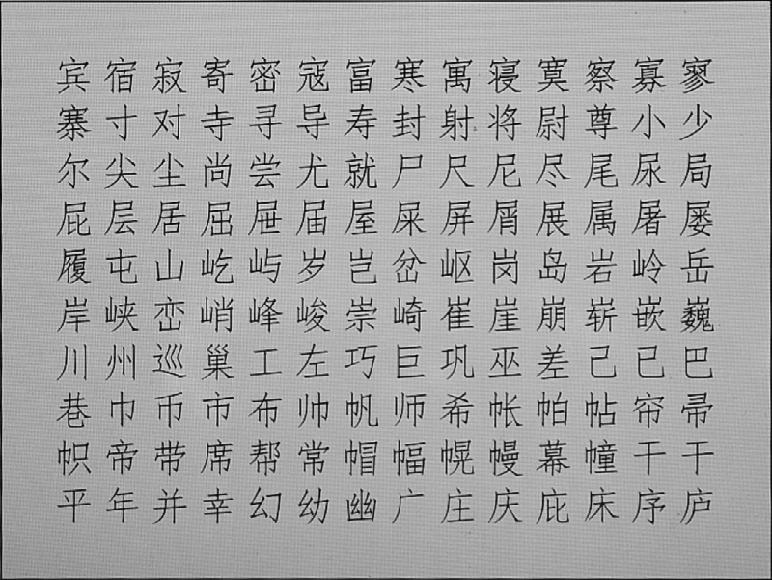 宾宿寂寄密寇富寒寓寝寞察寡寥
寨寸对寺寻导寿封射将尉尊小少
尔尖尘尚尝尤就尸尺尼尽尾尿局
屁层居屈屉届屋屎屏屑展属屠屡
履屯山屹屿岁岂岔岖岗岛岩岭岳
岸峡峦峭峰峻崇崎崔崖崩崭嵌巍
川州巡巢工左巧巨巩巫差己已巴
巷巾币市布帅帆师希帐帕帖帘帚
帜帝带席帮常帽幅幌幔幕幢干干
平年并幸幻幼幽广庄庆庇床序庐